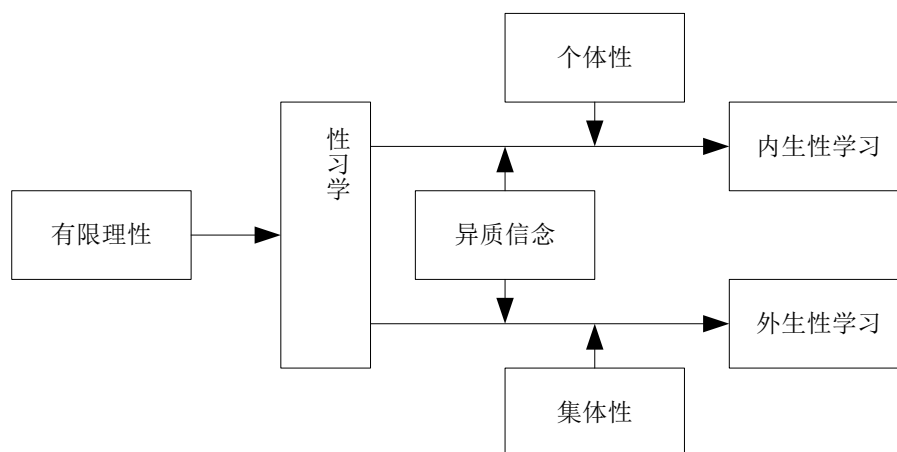 个体性
性习学
内生性学习
有限理性
异质信念
外生性学习
集体性